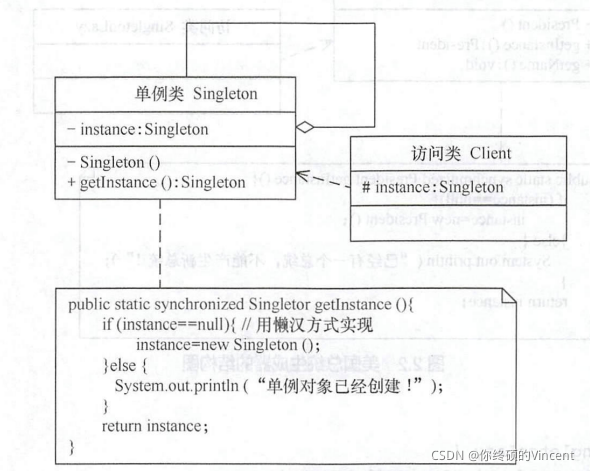 单例类 Singleton
- instance:Singleton
- Singleton ()
+ getInstance ():Singleton
访问类 Client
# instance:Singleton
public static synchronized Singletor getInstance (){
if (instance==null){ // 用懒汉方式实现
instance=new Singleton ();
}else {
System.out.println (“单例对象已经创建！”);
}
return instance;
}
CSDN @你终硕的Vincent